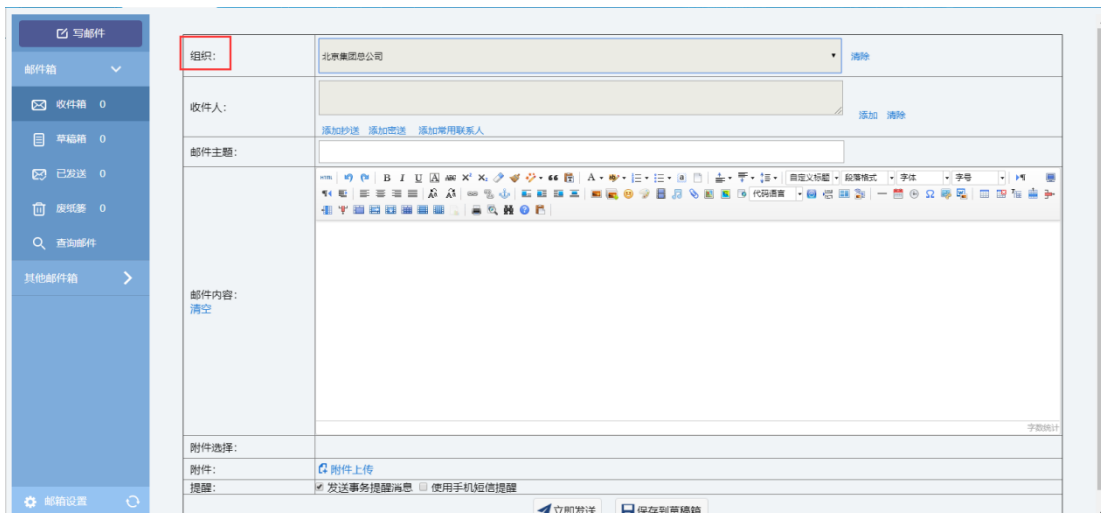 写邮件
邮件箱
收件箱 0
草稿箱 0
已发送 0
废纸篓 0
查询邮件
其他邮件箱
邮箱设置
组织：
北京集团总公司
清除
收件人：
添加 清除
添加抄送 添加密送 添加常用联系人
邮件主题：
HTML B I U A ABC X² X₂ 66 A a 自定义标题 段落格式 字体 字号
代码语言 Ω
邮件内容：
清空
字数统计
附件选择：
附件：
附件上传
提醒：
发送事务提醒消息 使用手机短信提醒
立即发送 保存到草稿箱